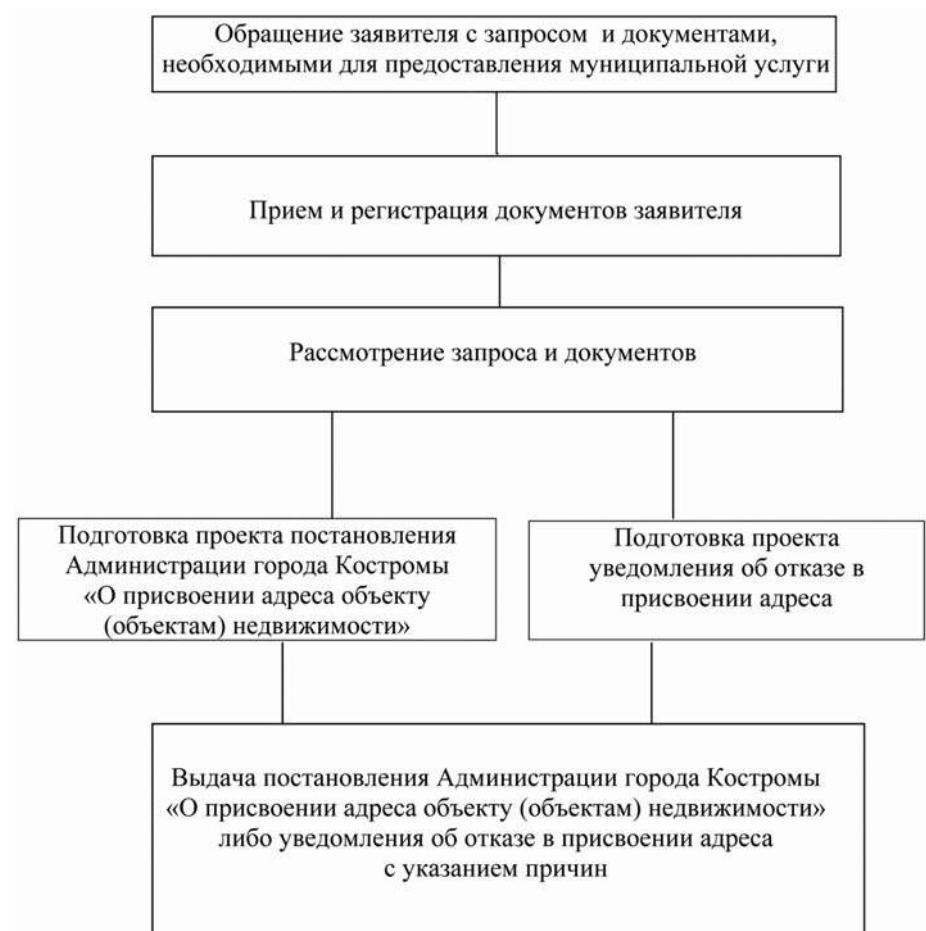 Обращение заявителя с запросом и документами,
необходимыми для предоставления муниципальной услуги
Прием и регистрация документов заявителя
Рассмотрение запроса и документов
Подготовка проекта постановления
Администрации города Костромы
«О присвоении адреса объекту
(объектам) недвижимости»
Подготовка проекта
уведомления об отказе в
присвоении адреса
Выдача постановления Администрации города Костромы
«О присвоении адреса объекту (объектам) недвижимости»
либо уведомления об отказе в присвоении адреса
с указанием причин